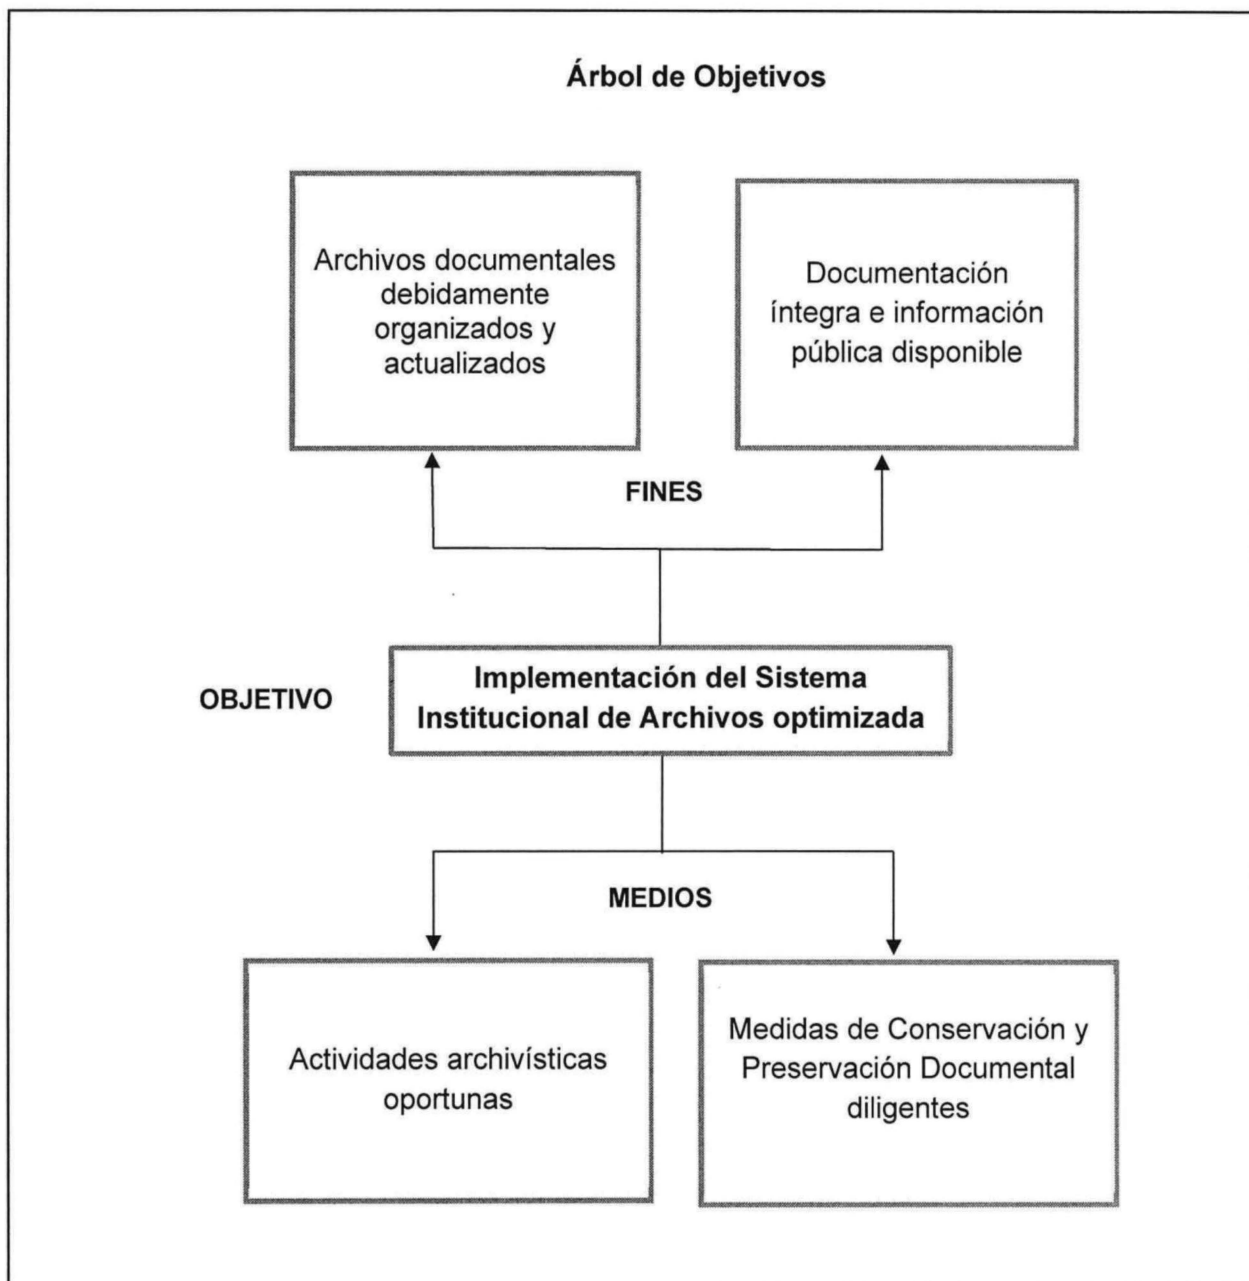 Árbol de Objetivos
Archivos documentales
debidamente
organizados y
actualizados
Documentación
íntegra e información
pública disponible
FINES
OBJETIVO
Implementación del Sistema
Institucional de Archivos optimizada
MEDIOS
Actividades archivísticas
oportunas
Medidas de Conservación y
Preservación Documental
diligentes